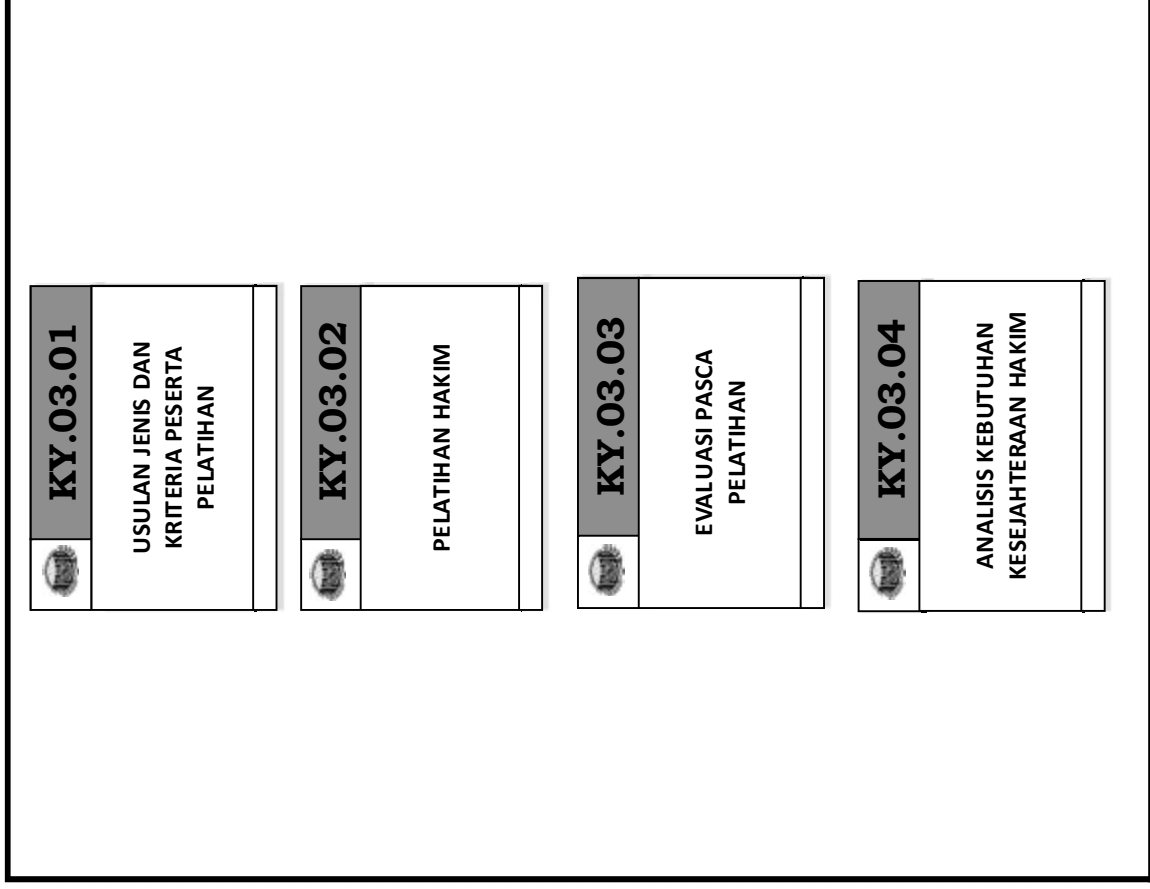 KY.03.01
USULAN JENIS DAN
KRITERIA PESERTA
PELATIHAN
KY.03.02
PELATIHAN HAKIM
KY.03.03
EVALUASI PASCA
PELATIHAN
KY.03.04
ANALISIS KEBUTUHAN
KESEJAHTERAAN HAKIM